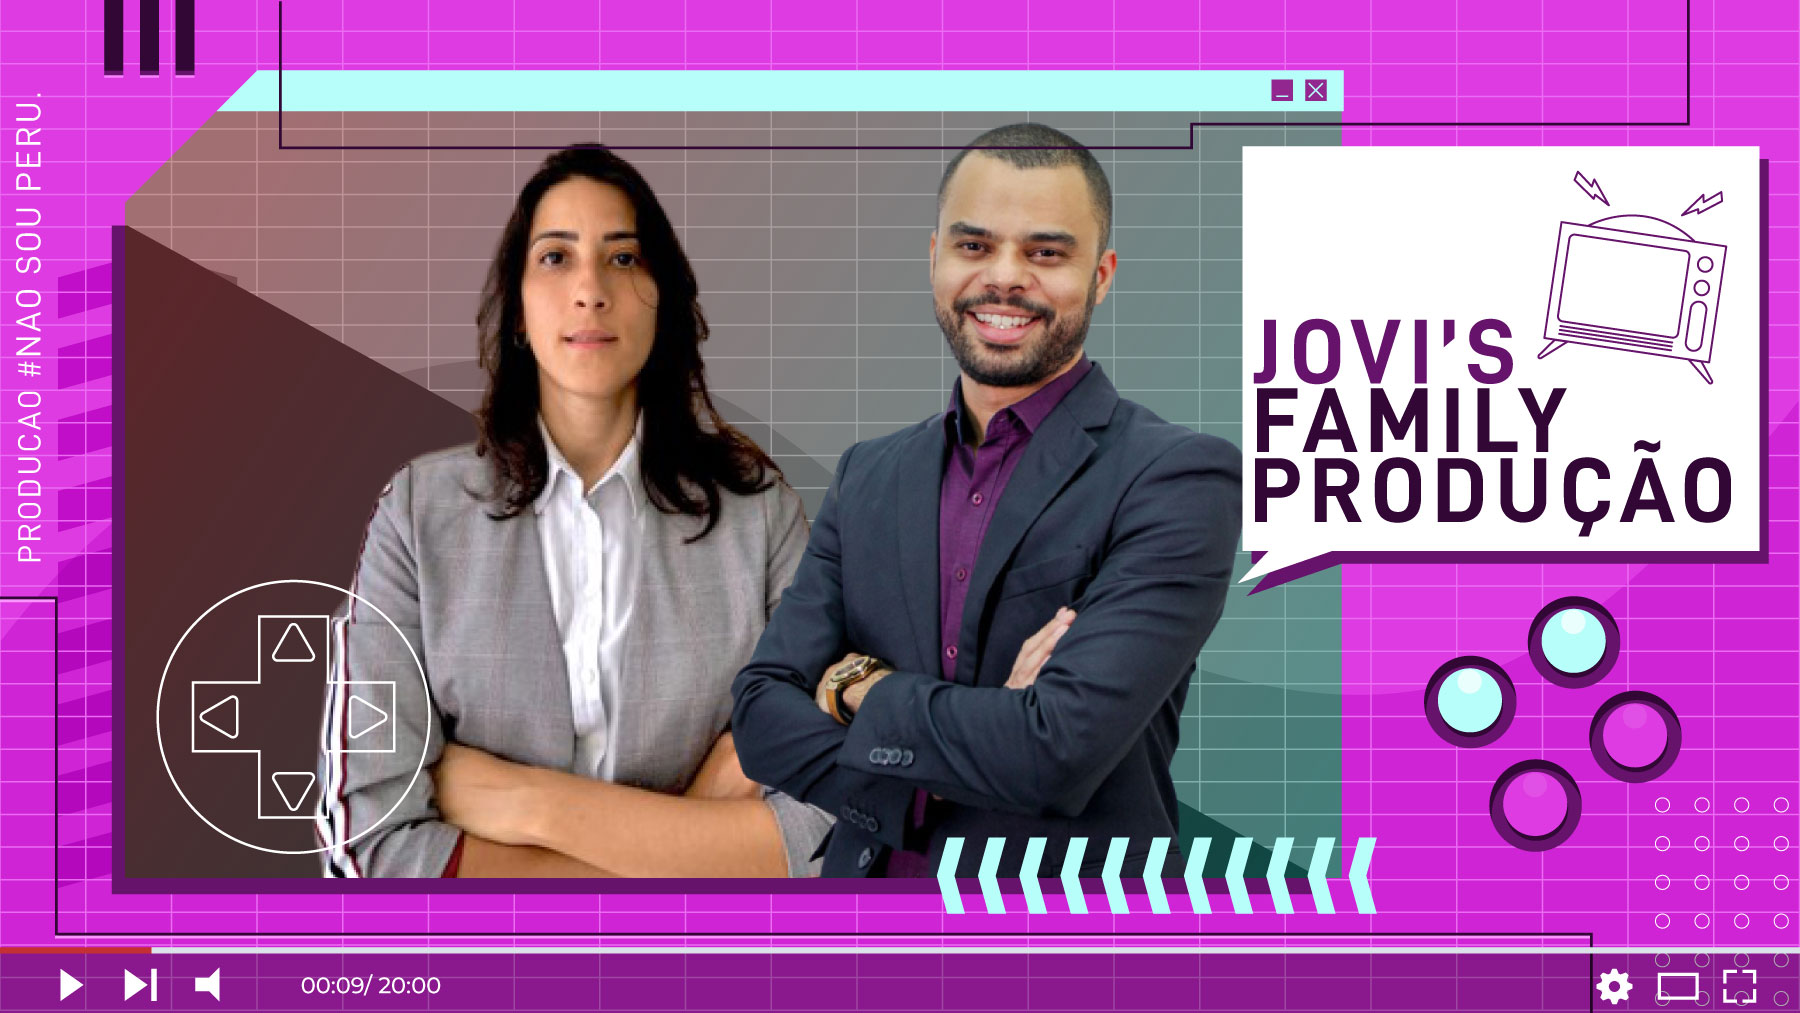 PRODUCAO #NAO SOU PERU.
JOVI'S
FAMILY
PRODUÇÃO
00:09/ 20:00